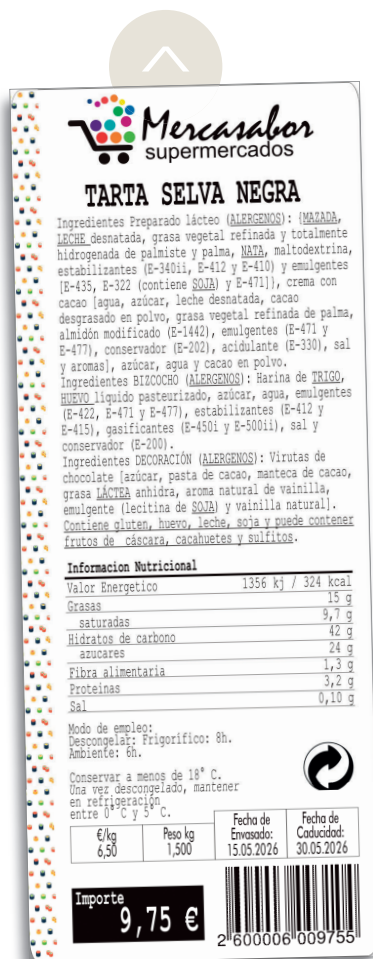 Mercasabor
supermercados
TARTA SELVA NEGRA
Ingredientes Preparado lácteo (ALERGENOS): {MAZADA,
LECHE desnatada, grasa vegetal refinada y totalmente
hidrogenada de palmiste y palma, NATA, maltodextrina,
estabilizantes (E-340ii, E-412 y E-410) y emulgentes
[E-435, E-322 (contiene SOJA) y E-471]}, crema con
cacao [agua, azúcar, leche desnatada, cacao
desgrasado en polvo, grasa vegetal refinada de palma,
almidón modificado (E-1442), emulgentes (E-471 y
E-477), conservador (E-202), acidulante (E-330), sal
y aromas], azúcar, agua y cacao en polvo.
Ingredientes BIZCOCHO (ALERGENOS): Harina de TRIGO,
HUEVO líquido pasteurizado, azúcar, agua, emulgentes
(E-422, E-471 y E-477), estabilizantes (E-412 y
E-415), gasificantes (E-450i y E-500ii), sal y
conservador (E-200).
Ingredientes DECORACIÓN (ALERGENOS): Virutas de
chocolate [azúcar, pasta de cacao, manteca de cacao,
grasa LÁCTEA anhidra, aroma natural de vainilla,
emulgente (lecitina de SOJA) y vainilla natural].
Contiene gluten, huevo, leche, soja y puede contener
frutos de cáscara, cacahuetes y sulfitos.
Informacion Nutricional
Valor Energetico 1356 kj / 324 kcal
Grasas 15 g
saturadas 9,7 g
Hidratos de carbono 42 g
azucares 24 g
Fibra alimentaria 1,3 g
Proteinas 3,2 g
Sal 0,10 g
Modo de empleo:
Descongelar: Frigorífico: 8h.
Ambiente: 6h.
Conservar a menos de 18° C.
Una vez descongelado, mantener
en refrigeración
entre 0° C y 5° C.
€/kg
6,50
Peso kg
1,500
Fecha de
Envasado:
15.05.2026
Fecha de
Caducidad:
30.05.2026
Importe
9,75 €
2 600006 009755